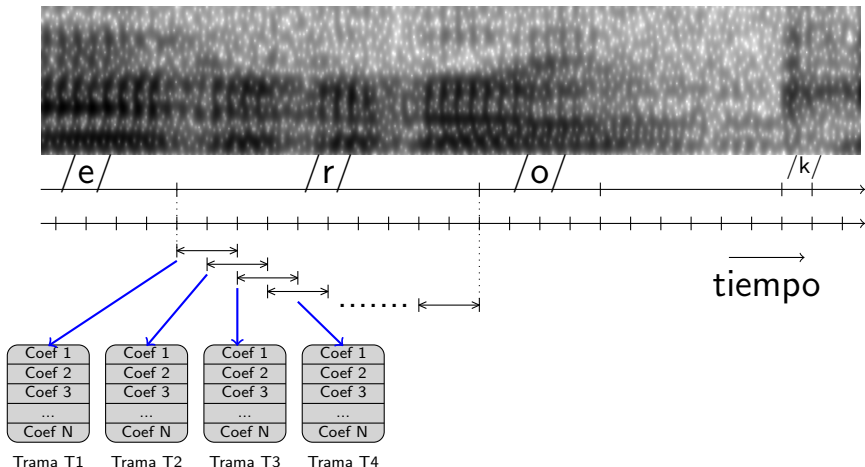 /e/ /r/ /o/ /k/
tiempo
.......
Coef 1 Coef 1 Coef 1 Coef 1
Coef 2 Coef 2 Coef 2 Coef 2
Coef 3 Coef 3 Coef 3 Coef 3
... ... ... ...
Coef N Coef N Coef N Coef N
Trama T1 Trama T2 Trama T3 Trama T4